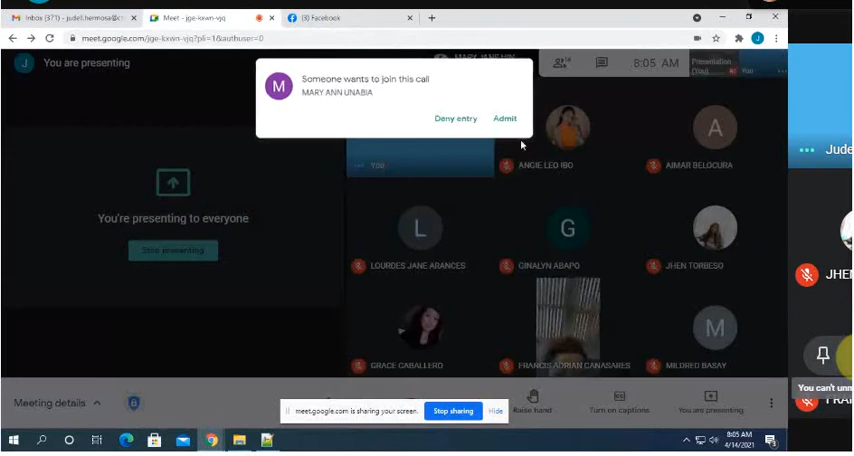 Inbox (371) - judell.hermosa@c
Meet - jge-kxwn-vjq
(3) Facebook
meet.google.com/jge-kxwn-vjq?pli=1&authuser=0
J
You are presenting
8:05 AM
Presentation
(You)
You
M
Someone wants to join this call
MARY ANN UNABIA
Deny entry
Admit
You
ANGIE LEO IBO
A
AIMAR BELOCURA
Jude
You're presenting to everyone
Stop presenting
L
LOURDES JANE ARANCES
G
GINALYN ABAPO
JHEN TORBESO
JHEN
GRACE CABALLERO
FRANCIS ADRIAN CANASARES
M
MILDRED BASAY
You can't unm
FRAN
Meeting details
meet.google.com is sharing your screen.
Stop sharing
Hide
Raise hand
Turn on captions
You are presenting
8:05 AM
4/14/2021